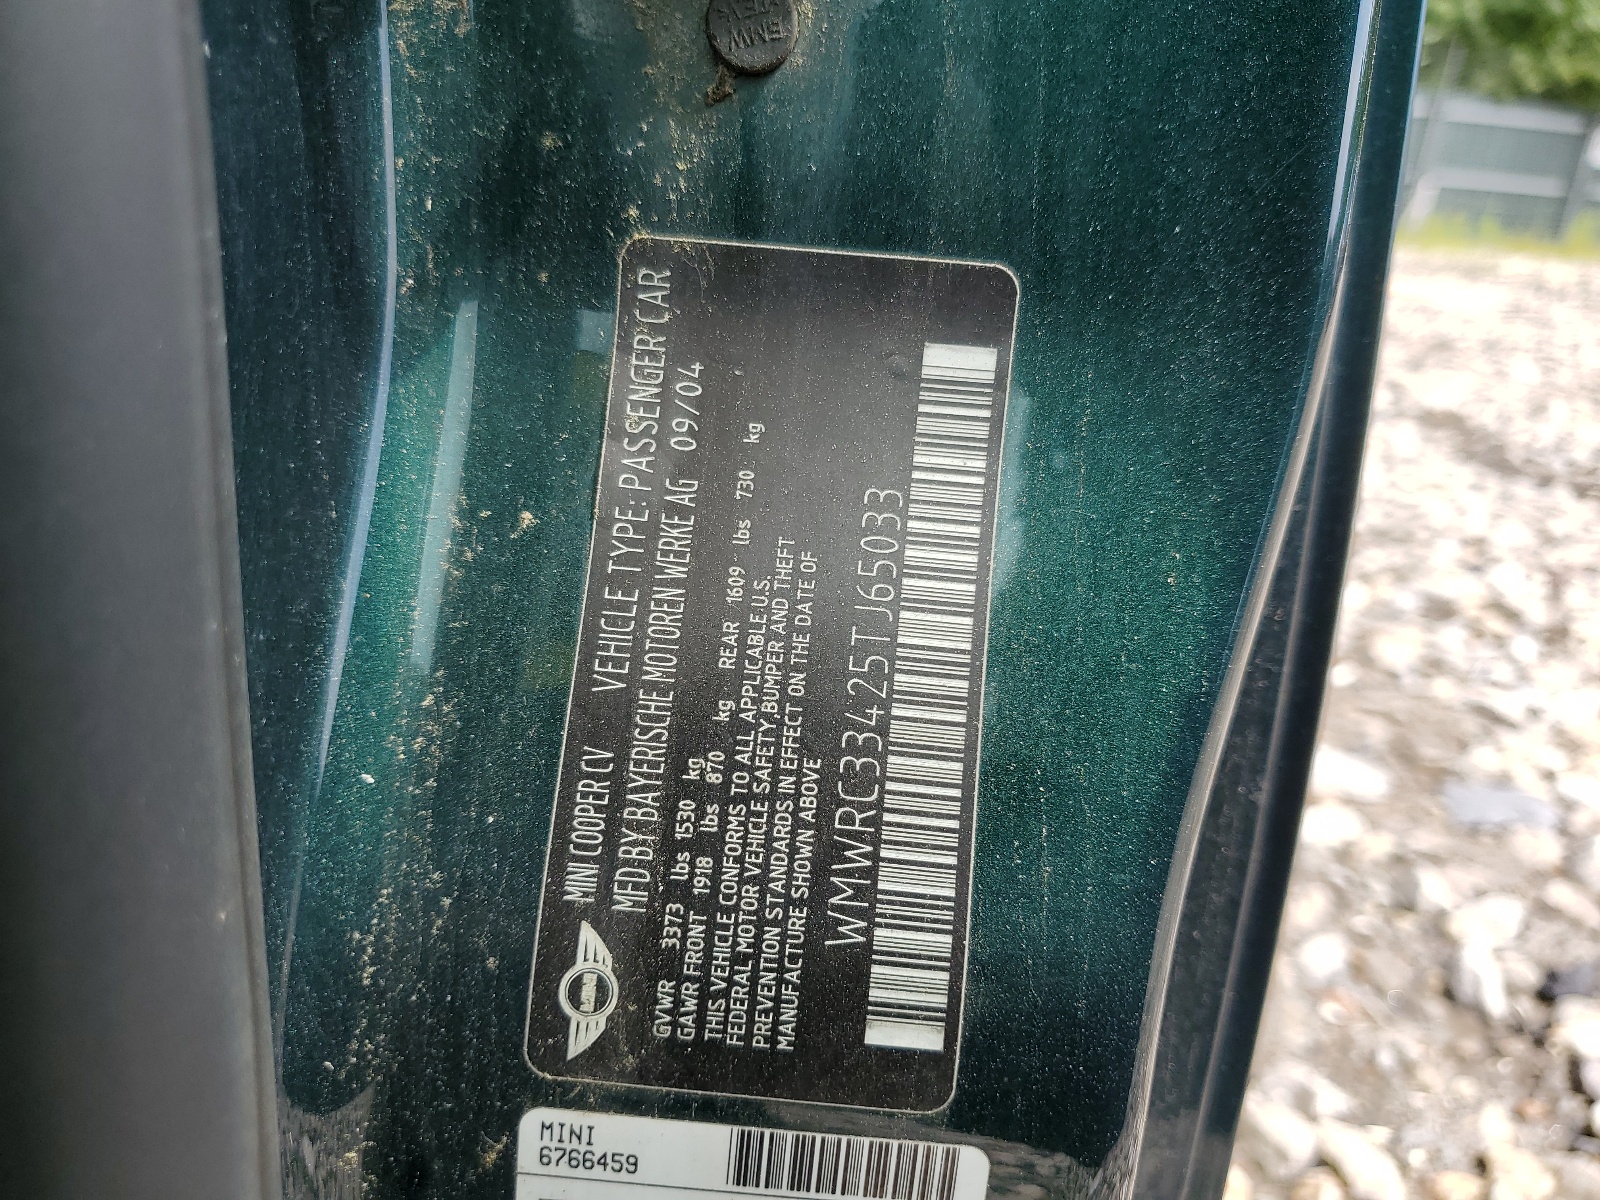 MINI COOPER CV VEHICLE TYPE: PASSENGER CAR
MFD BY BAYERISCHE MOTOREN WERKE AG 09/04
GVWR 3373 lbs 1530 kg
GAWR FRONT 1918 lbs 870 kg REAR 1609 lbs 730 kg
THIS VEHICLE CONFORMS TO ALL APPLICABLE U.S.
FEDERAL MOTOR VEHICLE SAFETY,BUMPER AND THEFT
PREVENTION STANDARDS IN EFFECT ON THE DATE OF
MANUFACTURE SHOWN ABOVE
WMWRC33425TJ65033
MINI
6766459
BMW